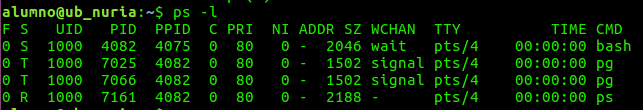 alumno@ub_nuria:~$ ps -l
F S UID PID PPID C PRI NI ADDR SZ WCHAN TTY TIME CMD
0 S 1000 4082 4075 0 80 0 - 2046 wait pts/4 00:00:00 bash
0 T 1000 7025 4082 0 80 0 - 1502 signal pts/4 00:00:00 pg
0 T 1000 7066 4082 0 80 0 - 1502 signal pts/4 00:00:00 pg
0 R 1000 7161 4082 0 80 0 - 2188 - pts/4 00:00:00 ps